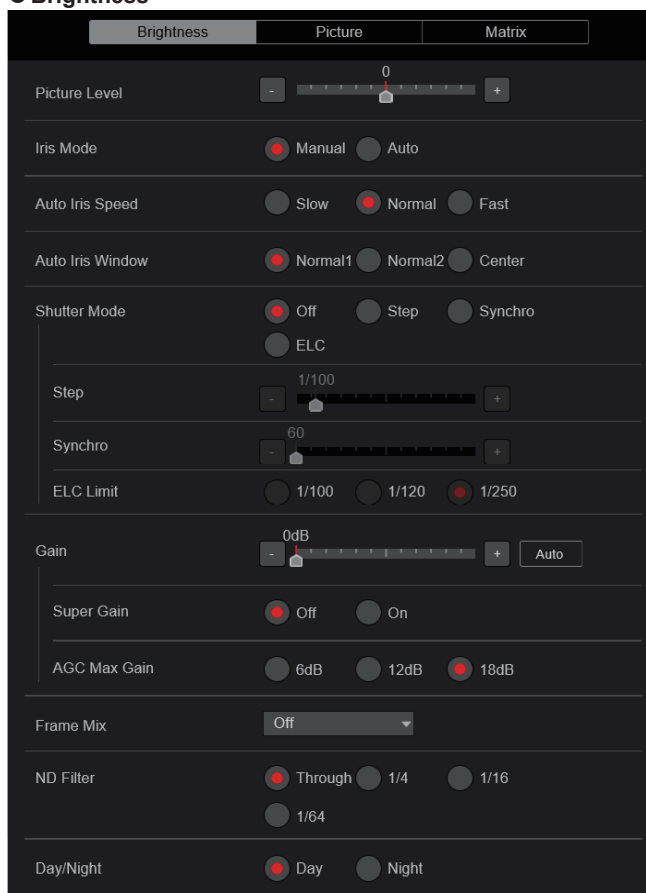 Brightness Picture Matrix
0
Picture Level - +
Iris Mode Manual Auto
Auto Iris Speed Slow Normal Fast
Auto Iris Window Normal1 Normal2 Center
Shutter Mode Off Step Synchro
ELC
1/100
Step - +
60
Synchro - +
ELC Limit 1/100 1/120 1/250
0dB
Gain - + Auto
Super Gain Off On
AGC Max Gain 6dB 12dB 18dB
Frame Mix Off
ND Filter Through 1/4 1/16
1/64
Day/Night Day Night